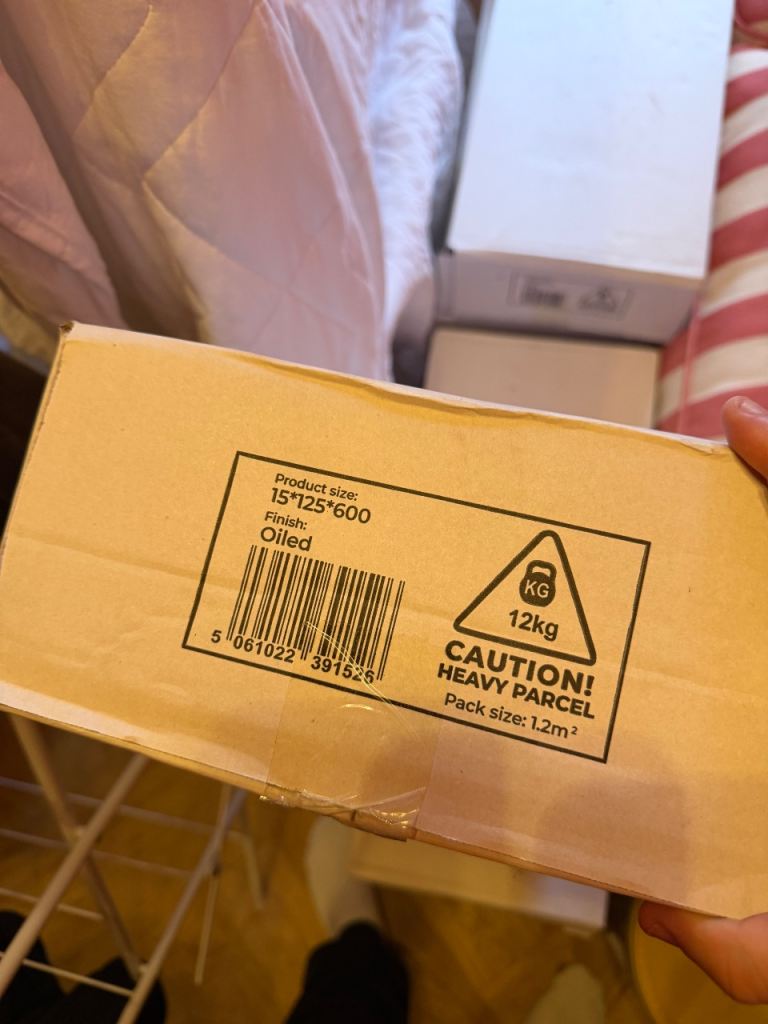 Product size:
15*125*600
Finish:
Oiled
5 061022 391526
KG
12kg
CAUTION!
HEAVY PARCEL
Pack size: 1.2m²